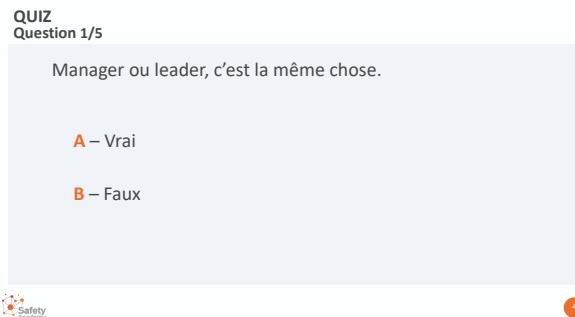 QUIZ
Question 1/5
Manager ou leader, c’est la même chose.
A – Vrai
B – Faux
Safety